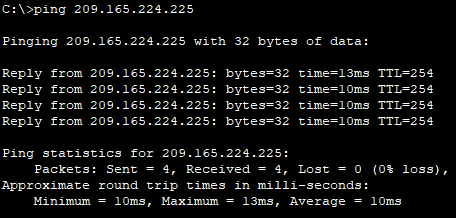 C:\>ping 209.165.224.225
Pinging 209.165.224.225 with 32 bytes of data:
Reply from 209.165.224.225: bytes=32 time=13ms TTL=254
Reply from 209.165.224.225: bytes=32 time=10ms TTL=254
Reply from 209.165.224.225: bytes=32 time=10ms TTL=254
Reply from 209.165.224.225: bytes=32 time=10ms TTL=254
Ping statistics for 209.165.224.225:
Packets: Sent = 4, Received = 4, Lost = 0 (0% loss),
Approximate round trip times in milli-seconds:
Minimum = 10ms, Maximum = 13ms, Average = 10ms